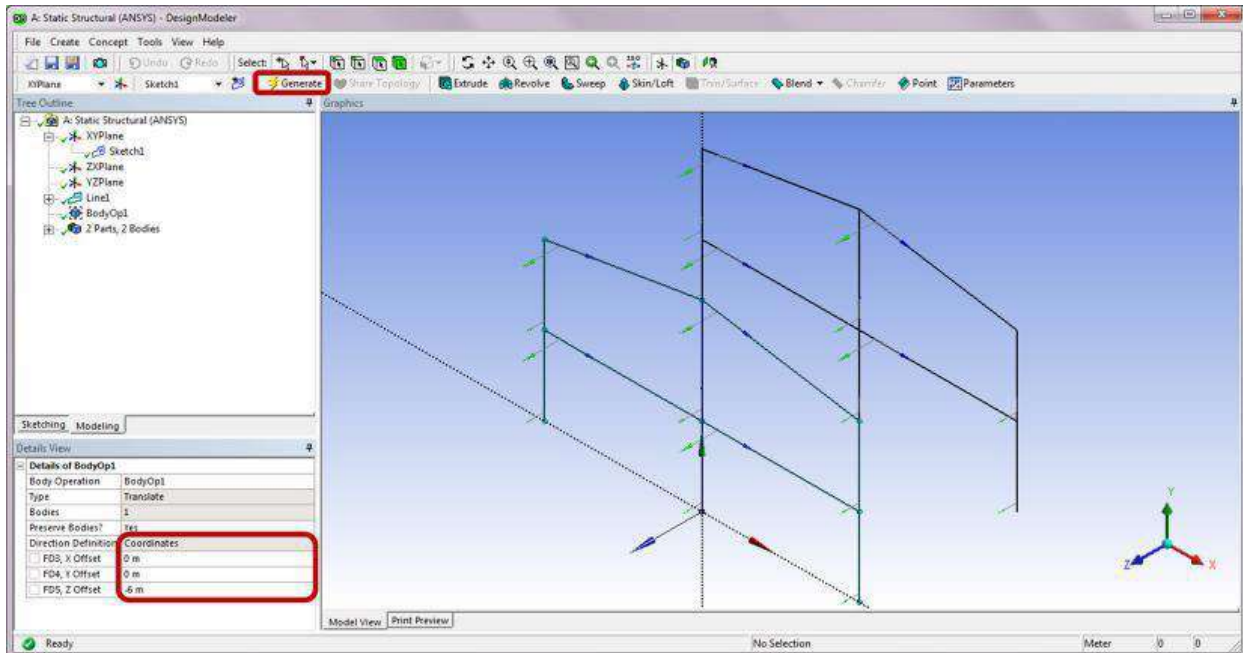 A: Static Structural (ANSYS) - DesignModeler
File Create Concept Tools View Help
Undo Redo Select:
XYPlane Sketch1 Generate Share Topology Extrude Revolve Sweep Skin/Loft Thin/Surface Blend Chamfer Point Parameters
Tree Outline
Graphics
A: Static Structural (ANSYS)
XYPlane
Sketch1
ZXPlane
YZPlane
Line1
BodyOp1
2 Parts, 2 Bodies
Sketching Modeling
Details View
Details of BodyOp1
Body Operation BodyOp1
Type Translate
Bodies 1
Preserve Bodies? Yes
Direction Definition Coordinates
FD3, X Offset 0 m
FD4, Y Offset 0 m
FD5, Z Offset -6 m
Y
Z
X
Model View Print Preview
Ready No Selection Meter 0 0